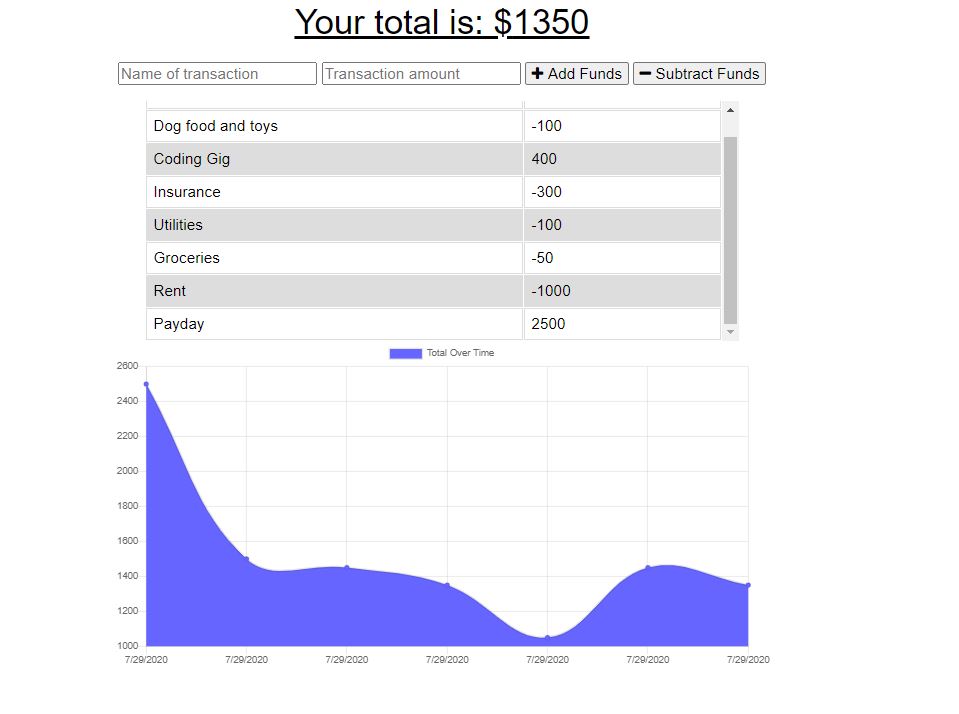 Your total is: $1350
Name of transaction Transaction amount Add Funds Subtract Funds
Dog food and toys -100
Coding Gig 400
Insurance -300
Utilities -100
Groceries -50
Rent -1000
Payday 2500
Total Over Time
2600
2400
2200
2000
1800
1600
1400
1200
1000
7/29/2020 7/29/2020 7/29/2020 7/29/2020 7/29/2020 7/29/2020 7/29/2020